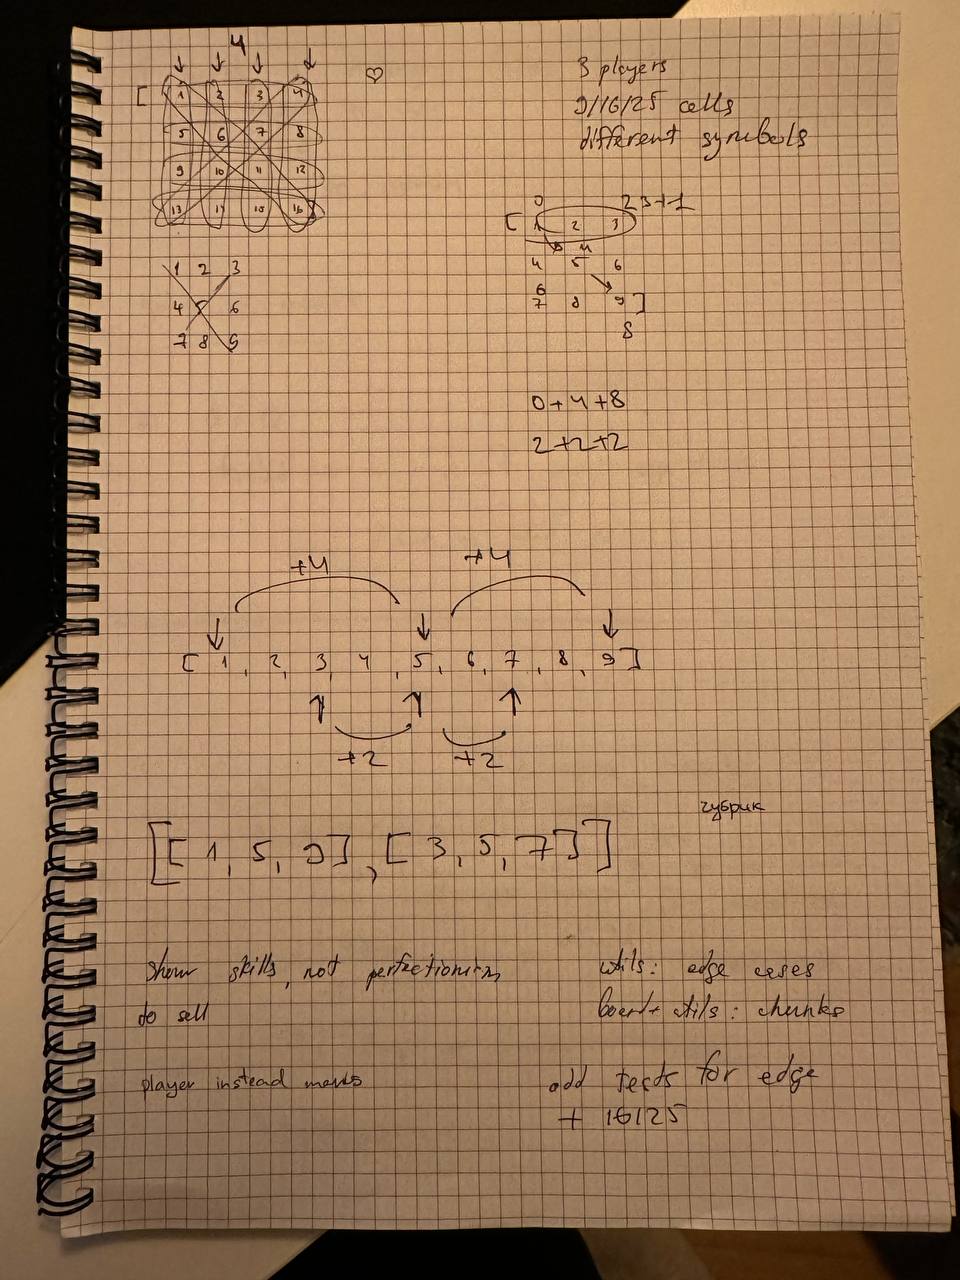 4
[ 1 2 3 4
5 6 7 8
9 10 11 12
13 15 16
♡
3 players
9/16/25 cells
different symbols
1 2 3
4 5 6
7 8 9
0 2 3+1
[ 1 2 3
4
4 5 6
6
7 8 9 ]
8
0+4+8
2+2+2
+4 +4
[ 1, 2, 3, 4, 5, 6, 7, 8, 9 ]
+2 +2
чубрик
[[1, 5, 9], [3, 5, 7]]
show skills, not perfectionism
do sell
utils: edge cases
board utils: chunks
player instead marks
add tests for edge
+ 16/25